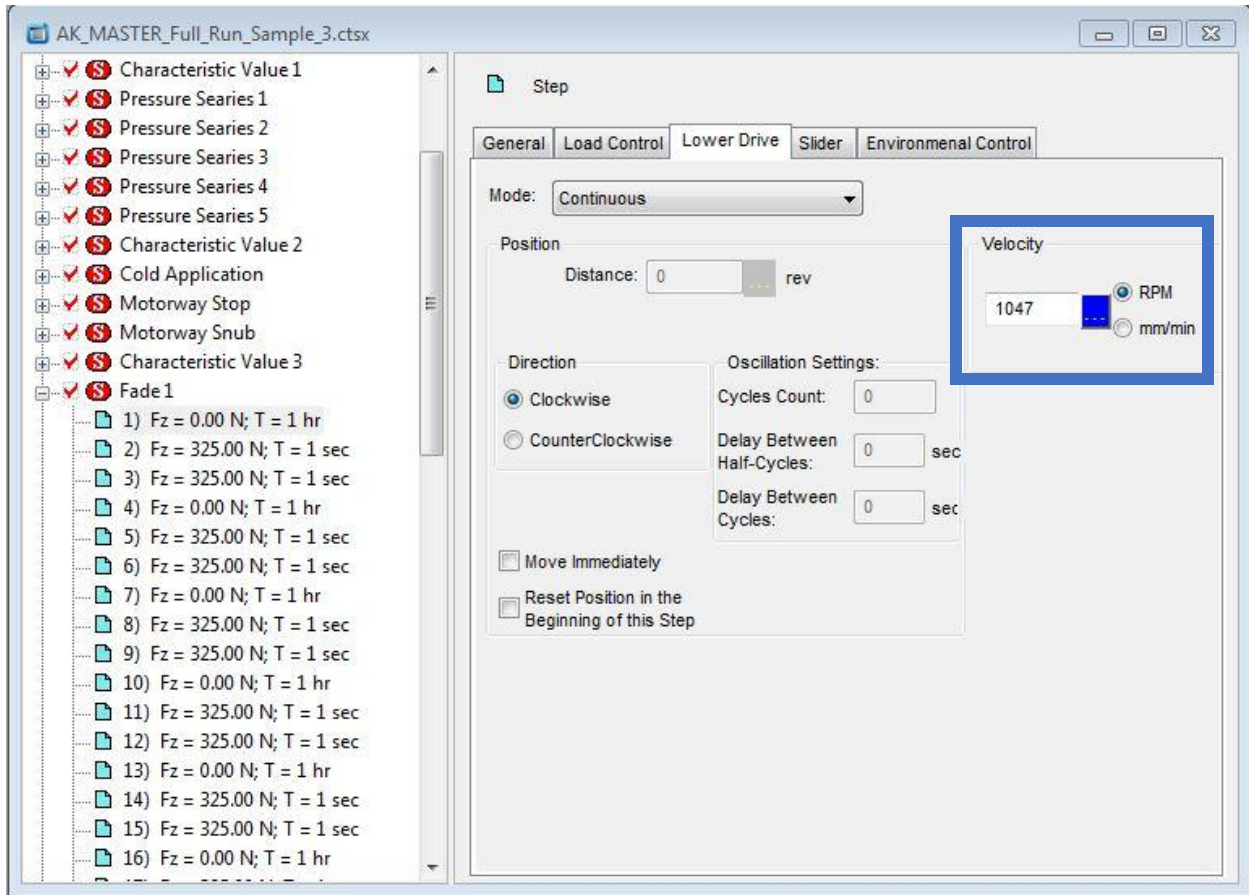 AK_MASTER_Full_Run_Sample_3.ctsx
S Characteristic Value 1
S Pressure Searies 1
S Pressure Searies 2
S Pressure Searies 3
S Pressure Searies 4
S Pressure Searies 5
S Characteristic Value 2
S Cold Application
S Motorway Stop
S Motorway Snub
S Characteristic Value 3
S Fade 1
1) Fz = 0.00 N; T = 1 hr
2) Fz = 325.00 N; T = 1 sec
3) Fz = 325.00 N; T = 1 sec
4) Fz = 0.00 N; T = 1 hr
5) Fz = 325.00 N; T = 1 sec
6) Fz = 325.00 N; T = 1 sec
7) Fz = 0.00 N; T = 1 hr
8) Fz = 325.00 N; T = 1 sec
9) Fz = 325.00 N; T = 1 sec
10) Fz = 0.00 N; T = 1 hr
11) Fz = 325.00 N; T = 1 sec
12) Fz = 325.00 N; T = 1 sec
13) Fz = 0.00 N; T = 1 hr
14) Fz = 325.00 N; T = 1 sec
15) Fz = 325.00 N; T = 1 sec
16) Fz = 0.00 N; T = 1 hr
Step
General Load Control Lower Drive Slider Environmenal Control
Mode: Continuous
Position
Distance: 0 ... rev
Velocity
1047 ... RPM
mm/min
Direction
Clockwise
CounterClockwise
Oscillation Settings:
Cycles Count: 0
Delay Between
Half-Cycles: 0 sec
Delay Between
Cycles: 0 sec
Move Immediately
Reset Position in the
Beginning of this Step